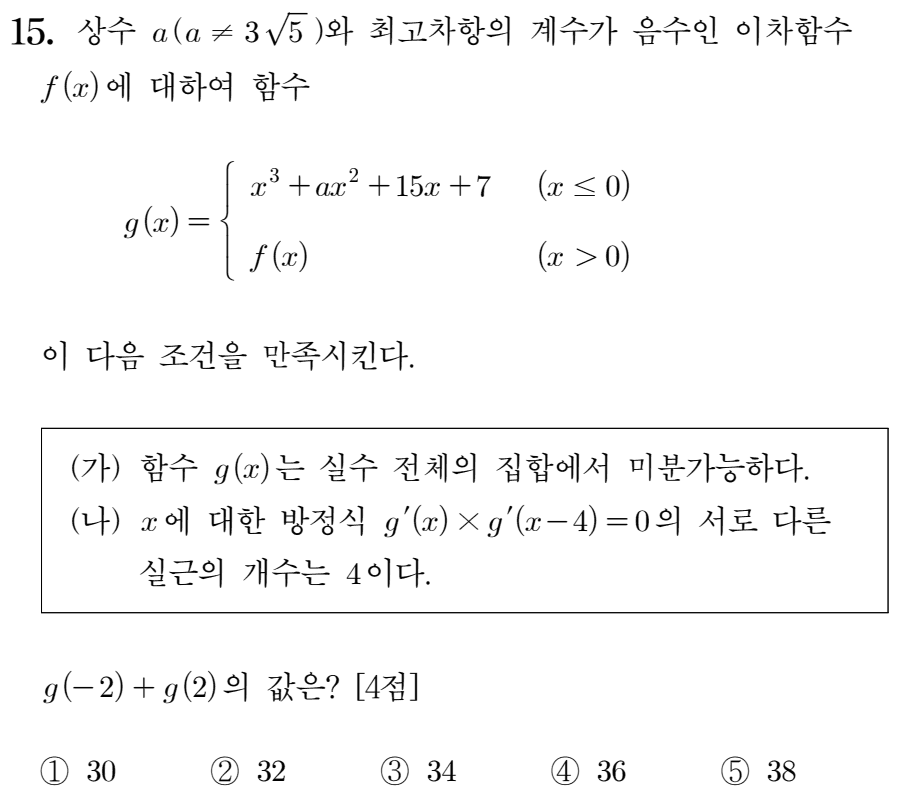 15. 상수 a(a ≠ 3√5)와 최고차항의 계수가 음수인 이차함수
f(x)에 대하여 함수
g(x) = { x³ + ax² + 15x + 7 (x ≤ 0)
f(x) (x > 0)
이 다음 조건을 만족시킨다.
(가) 함수 g(x)는 실수 전체의 집합에서 미분가능하다.
(나) x에 대한 방정식 g′(x) × g′(x − 4) = 0의 서로 다른
실근의 개수는 4이다.
g(−2) + g(2)의 값은? [4점]
① 30 ② 32 ③ 34 ④ 36 ⑤ 38